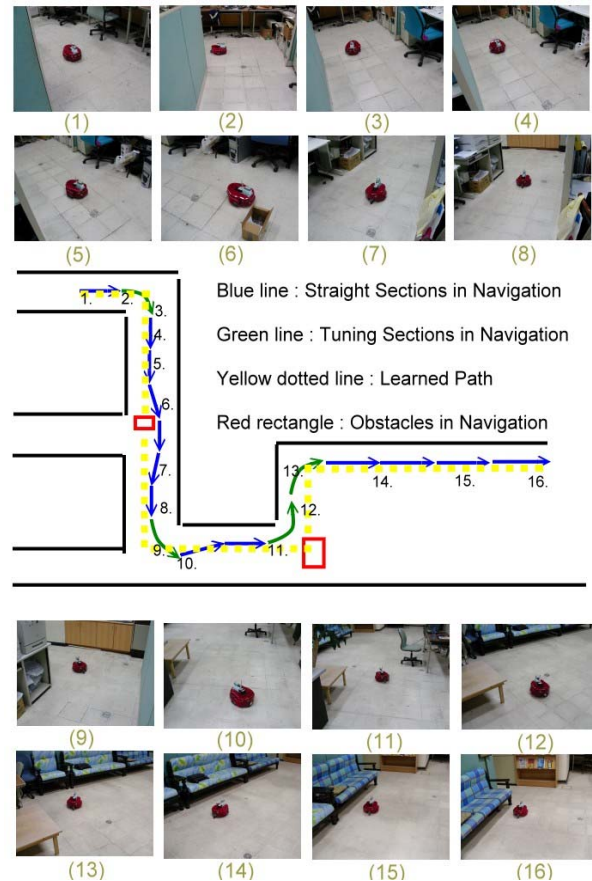 (1) (2) (3) (4)
(5) (6) (7) (8)
Blue line : Straight Sections in Navigation
Green line : Tuning Sections in Navigation
Yellow dotted line : Learned Path
Red rectangle : Obstacles in Navigation
1. 2. 3.
4.
5.
6.
7.
8.
9. 10. 11.
12.
13. 14. 15. 16.
(9) (10) (11) (12)
(13) (14) (15) (16)